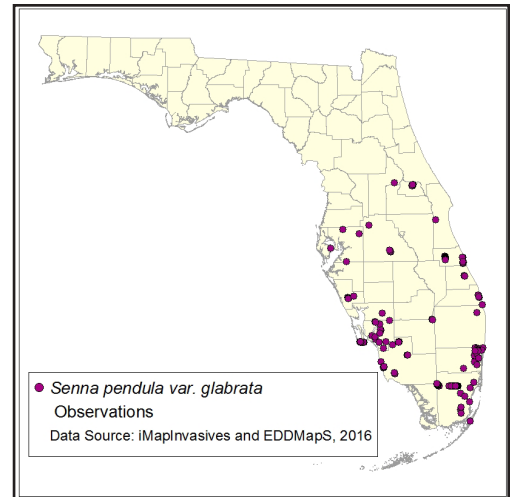 Senna pendula var. glabrata
Observations
Data Source: iMapInvasives and EDDMapS, 2016